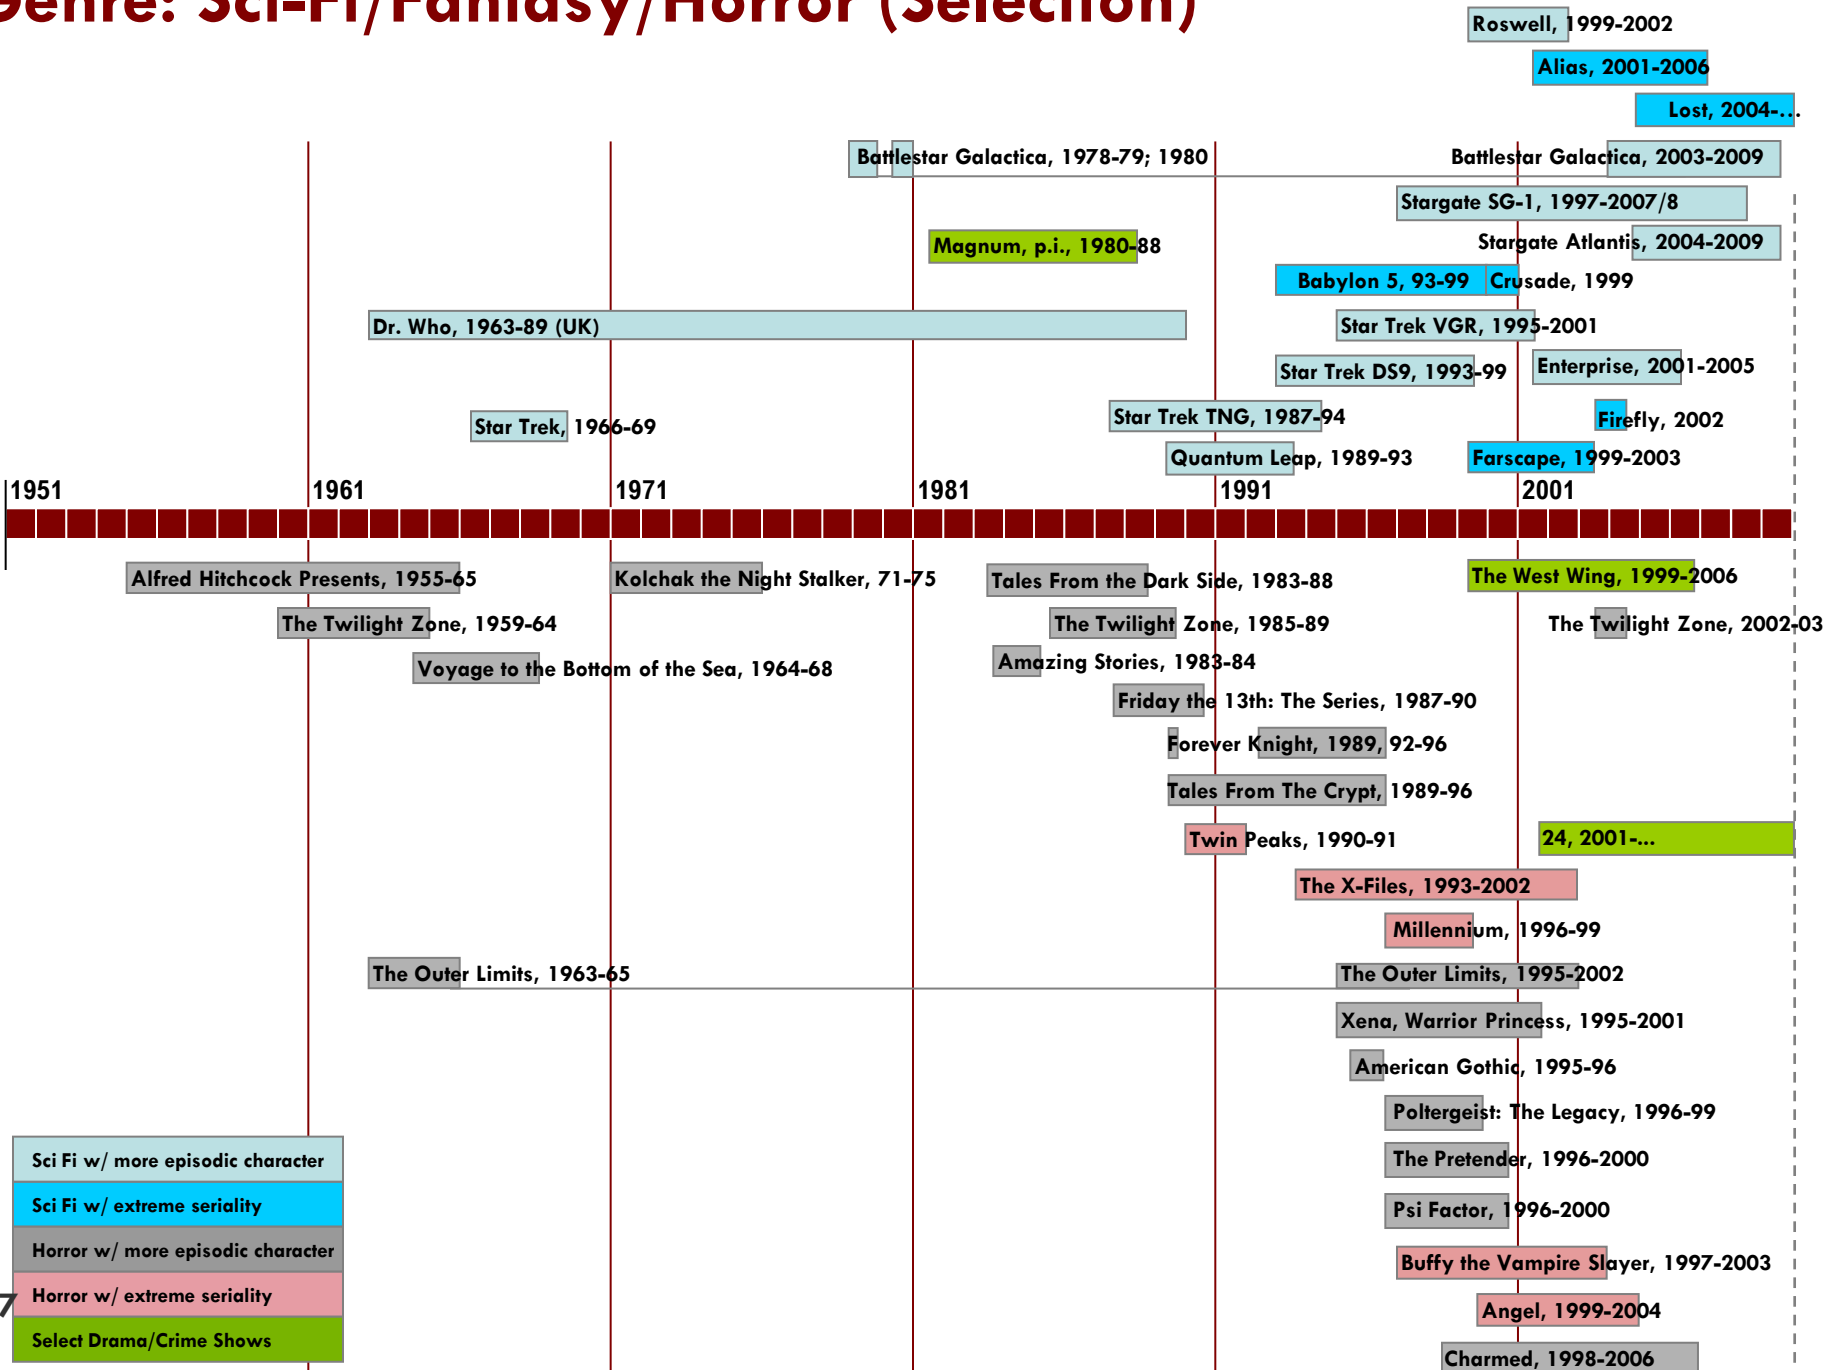 Genre: Sci-Fi/Fantasy/Horror (Selection)
Roswell, 1999-2002
Alias, 2001-2006
Lost, 2004-...
Battlestar Galactica, 1978-79; 1980
Battlestar Galactica, 2003-2009
Stargate SG-1, 1997-2007/8
Magnum, p.i., 1980-88
Stargate Atlantis, 2004-2009
Babylon 5, 93-99
Crusade, 1999
Dr. Who, 1963-89 (UK)
Star Trek VGR, 1995-2001
Star Trek DS9, 1993-99
Enterprise, 2001-2005
Star Trek, 1966-69
Star Trek TNG, 1987-94
Firefly, 2002
Quantum Leap, 1989-93
Farscape, 1999-2003
1951
1961
1971
1981
1991
2001
Alfred Hitchcock Presents, 1955-65
Kolchak the Night Stalker, 71-75
Tales From the Dark Side, 1983-88
The West Wing, 1999-2006
The Twilight Zone, 1959-64
The Twilight Zone, 1985-89
The Twilight Zone, 2002-03
Voyage to the Bottom of the Sea, 1964-68
Amazing Stories, 1983-84
Friday the 13th: The Series, 1987-90
Forever Knight, 1989, 92-96
Tales From The Crypt, 1989-96
Twin Peaks, 1990-91
24, 2001-...
The X-Files, 1993-2002
Millennium, 1996-99
The Outer Limits, 1963-65
The Outer Limits, 1995-2002
Xena, Warrior Princess, 1995-2001
American Gothic, 1995-96
Poltergeist: The Legacy, 1996-99
The Pretender, 1996-2000
Psi Factor, 1996-2000
Buffy the Vampire Slayer, 1997-2003
Angel, 1999-2004
Charmed, 1998-2006
Sci Fi w/ more episodic character
Sci Fi w/ extreme seriality
Horror w/ more episodic character
7
Horror w/ extreme seriality
Select Drama/Crime Shows